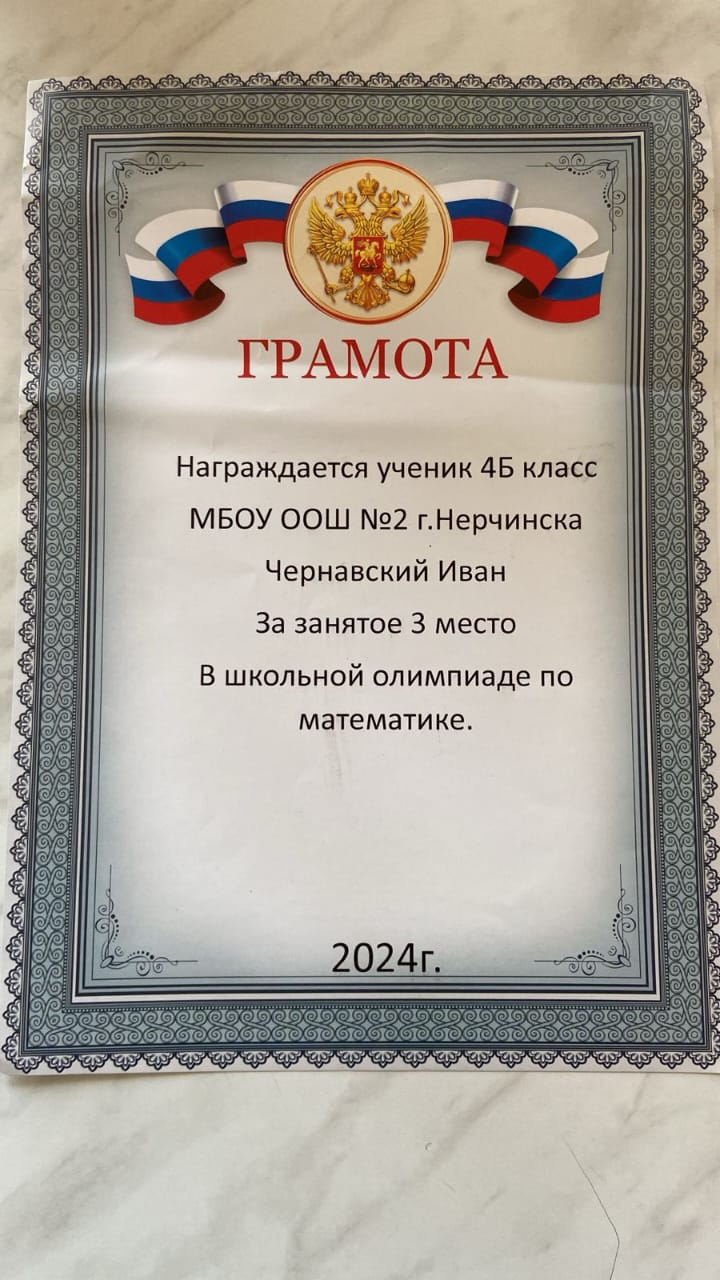 ГРАМОТА
Награждается ученик 4Б класс
МБОУ ООШ №2 г.Нерчинска
Чернавский Иван
За занятое 3 место
В школьной олимпиаде по
математике.
2024г.